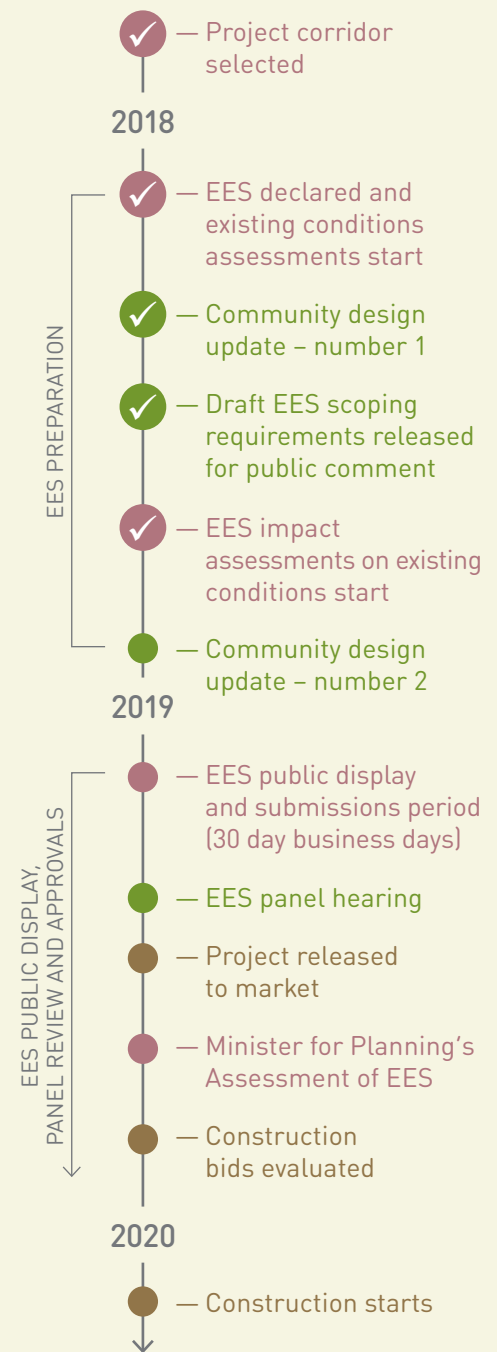 — Project corridor
selected
2018
EES PREPARATION
— EES declared and
existing conditions
assessments start
— Community design
update – number 1
— Draft EES scoping
requirements released
for public comment
— EES impact
assessments on existing
conditions start
— Community design
update – number 2
2019
EES PUBLIC DISPLAY,
PANEL REVIEW AND APPROVALS
— EES public display
and submissions period
(30 day business days)
— EES panel hearing
— Project released
to market
— Minister for Planning's
Assessment of EES
— Construction
bids evaluated
2020
— Construction starts